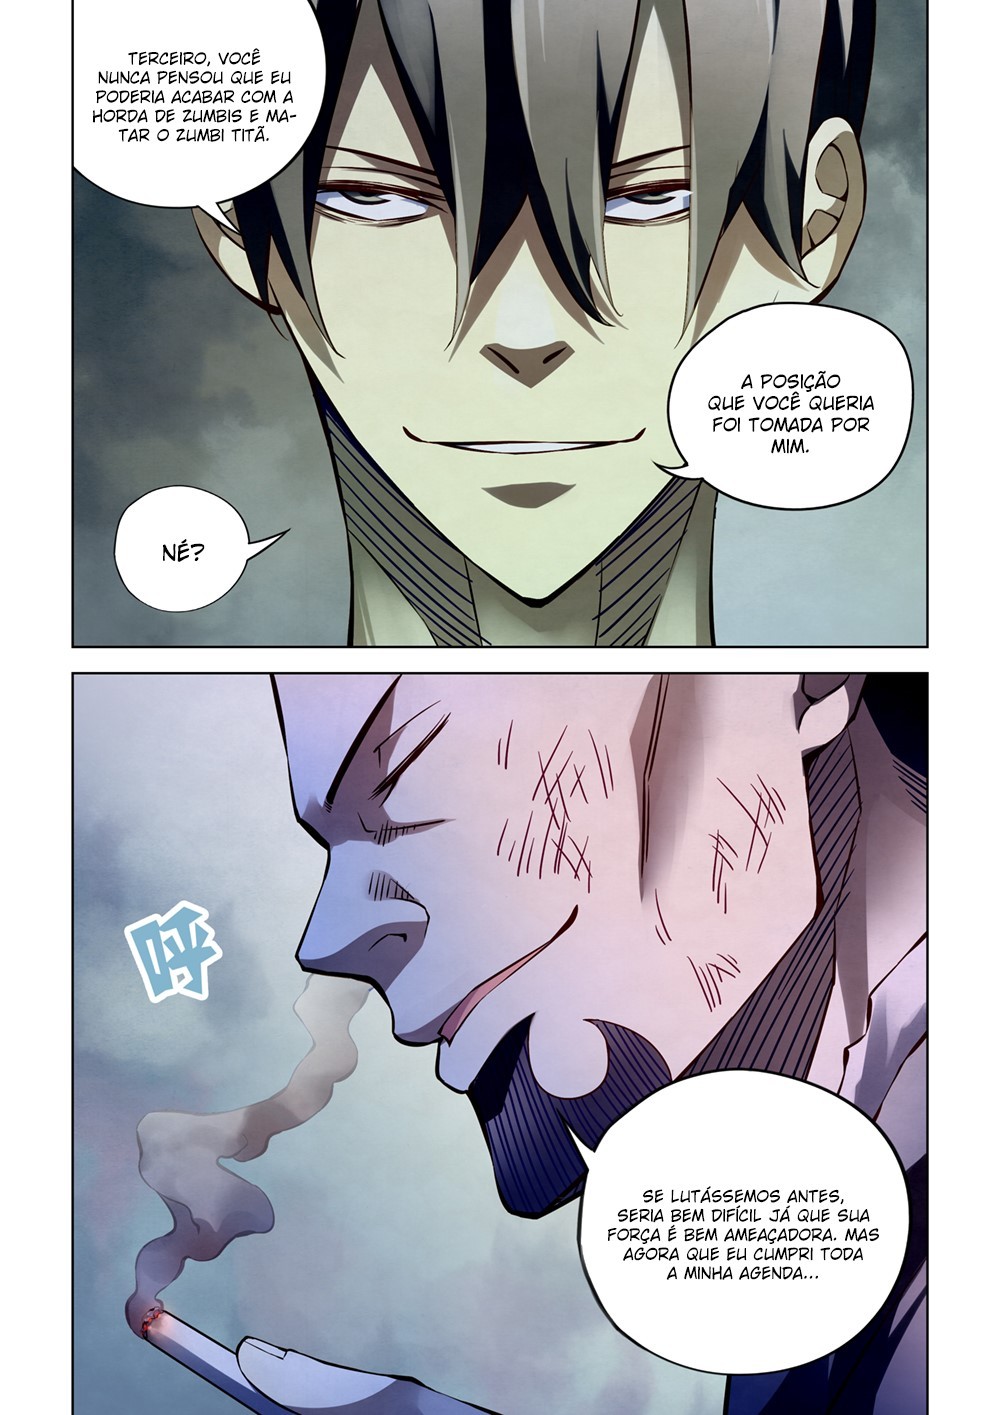 TERCEIRO, VOCÊ
NUNCA PENSOU QUE EU
PODERIA ACABAR COM A
HORDA DE ZUMBIS E MA-
TAR O ZUMBI TITÃ.
A POSIÇÃO
QUE VOCÊ QUERIA
FOI TOMADA POR
MIM.
NÉ?
呼
SE LUTÁSSEMOS ANTES,
SERIA BEM DIFÍCIL JÁ QUE SUA
FORÇA É BEM AMEAÇADORA. MAS
AGORA QUE EU CUMPRI TODA
A MINHA AGENDA...